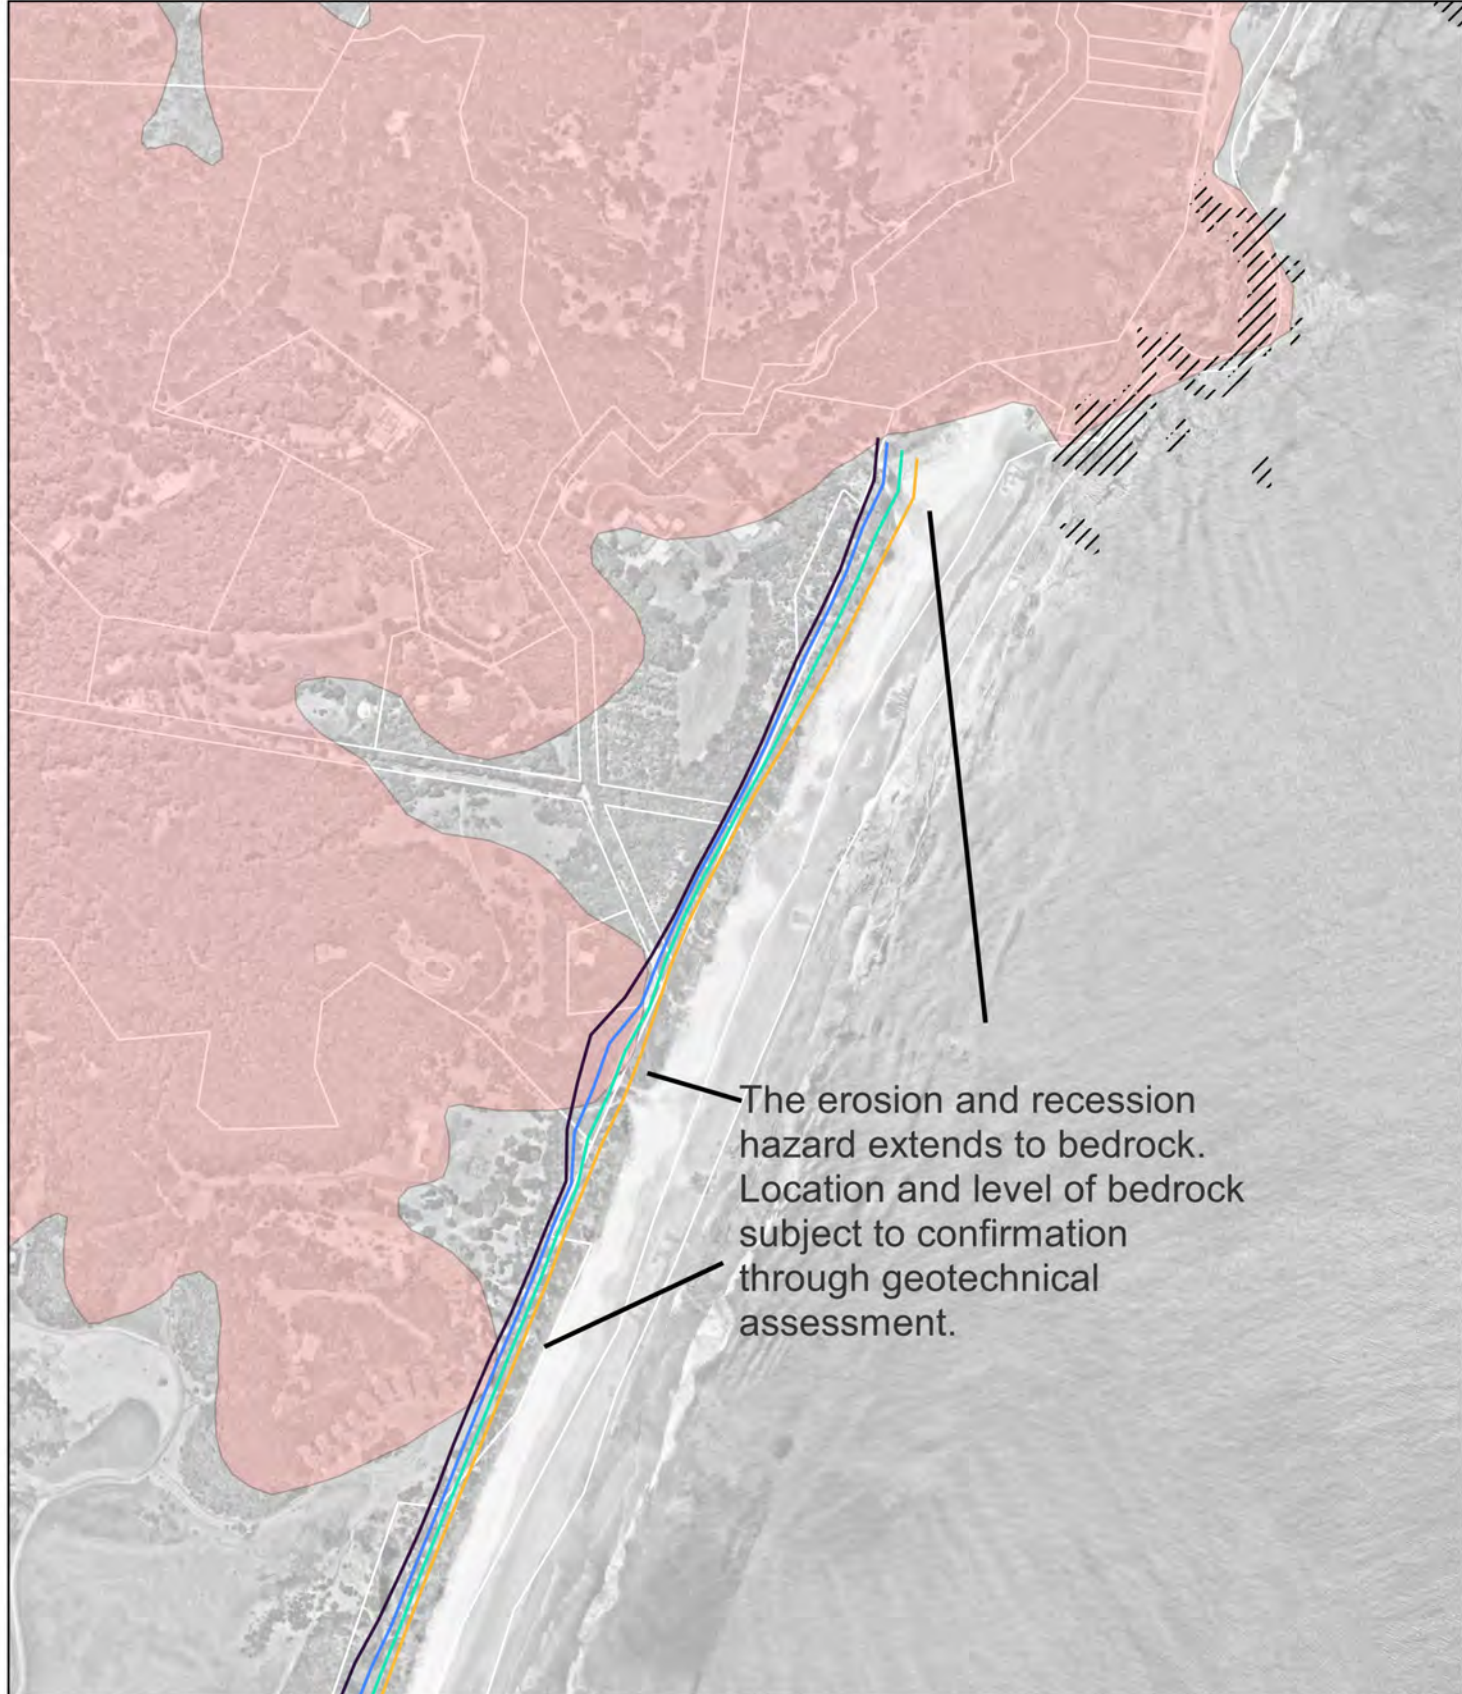 The erosion and recession
hazard extends to bedrock.
Location and level of bedrock
subject to confirmation
through geotechnical
assessment.